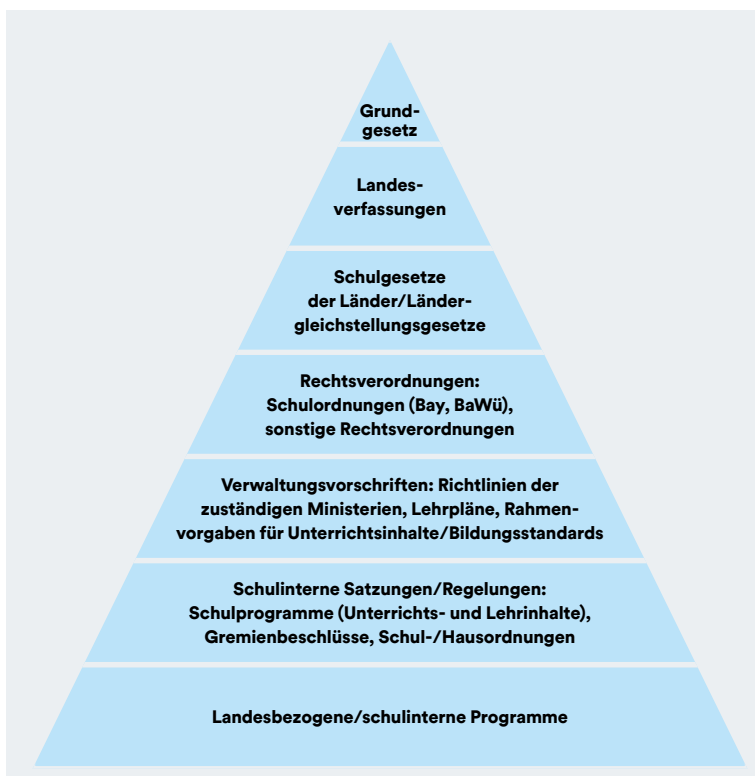 Grund-
gesetz
Landes-
verfassungen
Schulgesetze
der Länder/Länder-
gleichstellungsgesetze
Rechtsverordnungen:
Schulordnungen (Bay, BaWü),
sonstige Rechtsverordnungen
Verwaltungsvorschriften: Richtlinien der
zuständigen Ministerien, Lehrpläne, Rahmen-
vorgaben für Unterrichtsinhalte/Bildungsstandards
Schulinterne Satzungen/Regelungen:
Schulprogramme (Unterrichts- und Lehrinhalte),
Gremienbeschlüsse, Schul-/Hausordnungen
Landesbezogene/schulinterne Programme